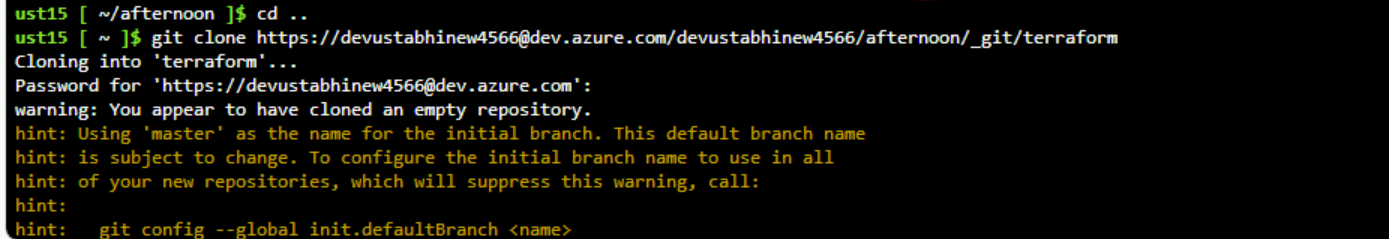 ust15 [ ~/afternoon ]$ cd ..
ust15 [ ~ ]$ git clone https://devustabhinew4566@dev.azure.com/devustabhinew4566/afternoon/_git/terraform
Cloning into 'terraform'...
Password for 'https://devustabhinew4566@dev.azure.com':
warning: You appear to have cloned an empty repository.
hint: Using 'master' as the name for the initial branch. This default branch name
hint: is subject to change. To configure the initial branch name to use in all
hint: of your new repositories, which will suppress this warning, call:
hint:
hint:   git config --global init.defaultBranch <name>